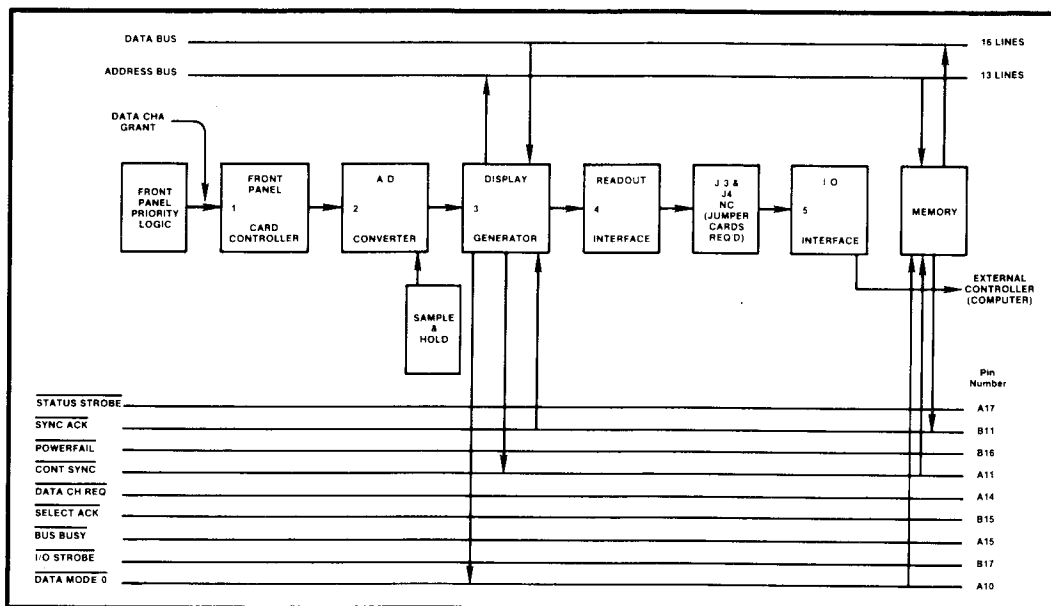 DATA BUS
16 LINES
ADDRESS BUS
13 LINES
DATA CHA
GRANT
FRONT
PANEL
PRIORITY
LOGIC
FRONT
PANEL
1
CARD
CONTROLLER
A D
2
CONVERTER
DISPLAY
3
GENERATOR
READOUT
4
INTERFACE
J 3 &
J4
NC
(JUMPER
CARDS
REQ'D)
I O
5
INTERFACE
MEMORY
SAMPLE
&
HOLD
EXTERNAL
CONTROLLER
(COMPUTER)
Pin
Number
STATUS STROBE
A17
SYNC ACK
B11
POWERFAIL
B16
CONT SYNC
A11
DATA CH REQ
A14
SELECT ACK
B15
BUS BUSY
A15
I/O STROBE
B17
DATA MODE 0
A10